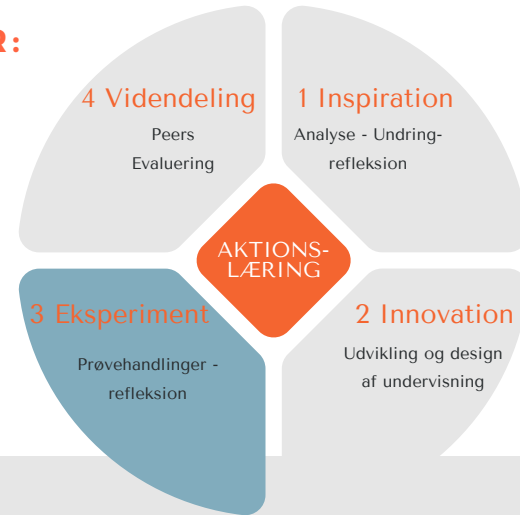 R:
4 Videndeling
Peers
Evaluering
1 Inspiration
Analyse - Undring-
refleksion
AKTIONS-
LÆRING
3 Eksperiment
Prøvehandlinger -
refleksion
2 Innovation
Udvikling og design
af undervisning